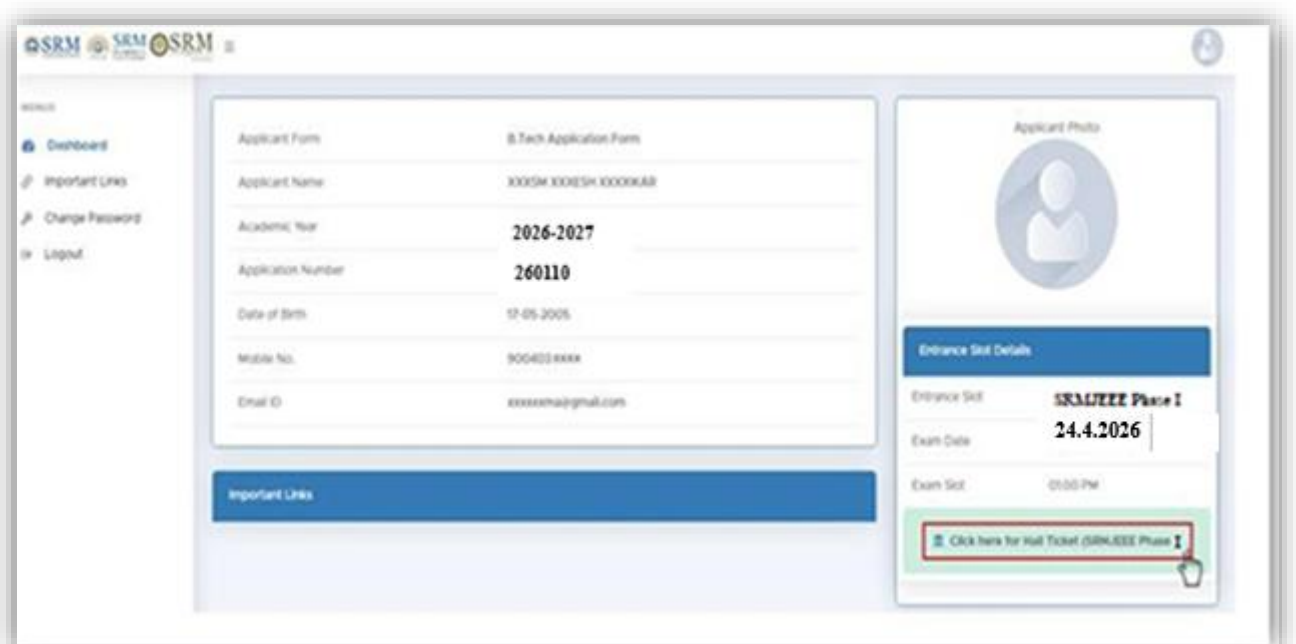 SRM SRM SRM
MENUS
Dashboard
Important Links
Change Password
Logout
Applicant Form B.Tech Application Form
Applicant Name XXXSM XXXESH XXXXKAR
Academic Year 2026-2027
Application Number 260110
Date of Birth 17-05-2005
Mobile No. 900403XXXX
Email ID xxxxxxma@gmail.com
Important Links
Applicant Photo
Entrance Slot Details
Entrance Slot SRMJEEE Phase I
Exam Date 24.4.2026
Exam Slot 01:00 PM
Click here for Hall Ticket (SRMJEEE Phase I